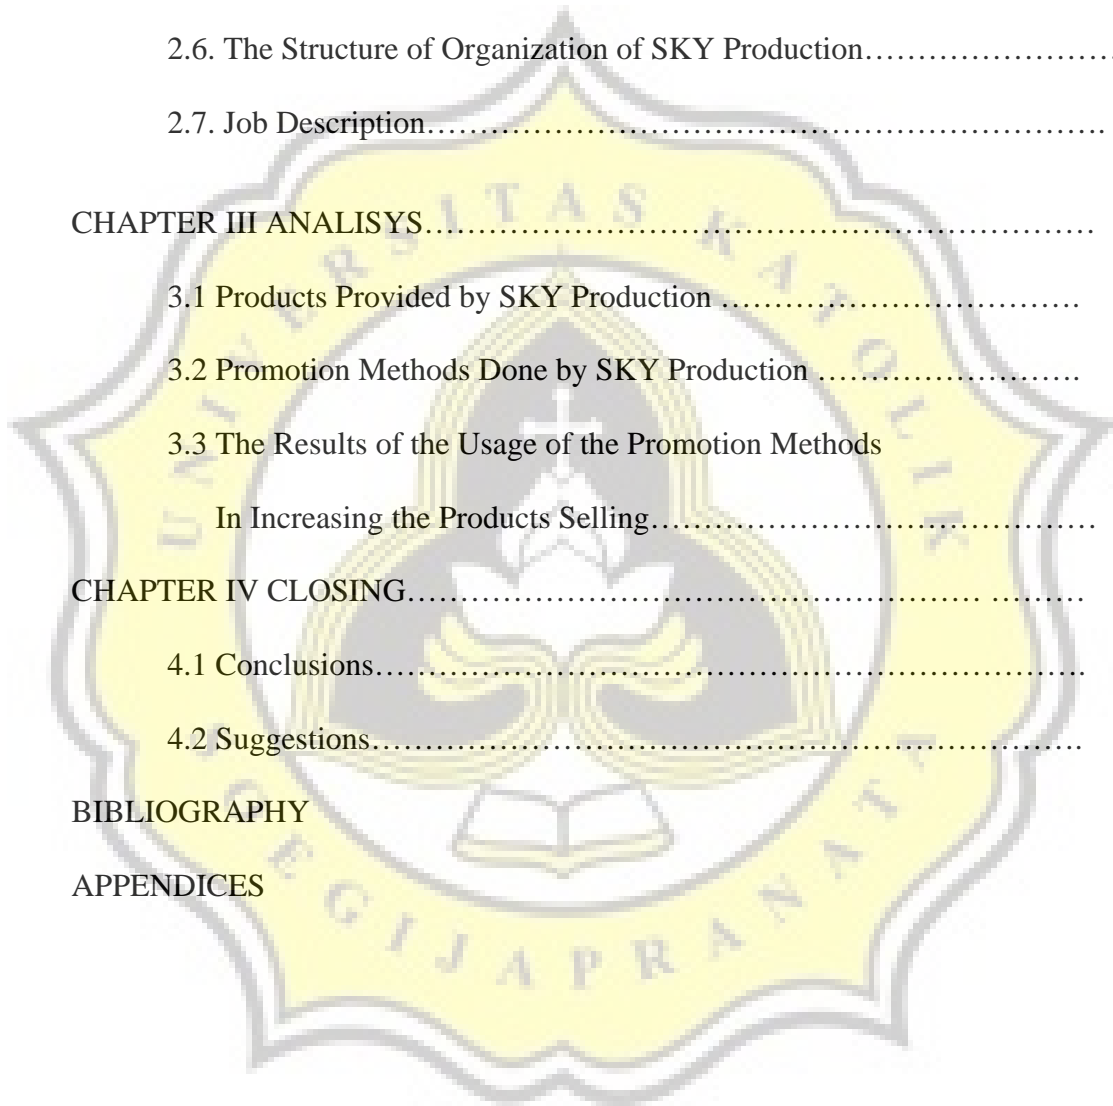 2.6. The Structure of Organization of SKY Production……………………
2.7. Job Description……………………………………………………….
CHAPTER III ANALISYS………………………………………………………
3.1 Products Provided by SKY Production …………………………….
3.2 Promotion Methods Done by SKY Production …………………….
3.3 The Results of the Usage of the Promotion Methods
In Increasing the Products Selling……………………………………
CHAPTER IV CLOSING……………………………………………… ………
4.1 Conclusions………………………………………………………….
4.2 Suggestions………………………………………………………….
BIBLIOGRAPHY
APPENDICES
UNIVERSITAS KATOLIK
SOEGIJAPRANATA